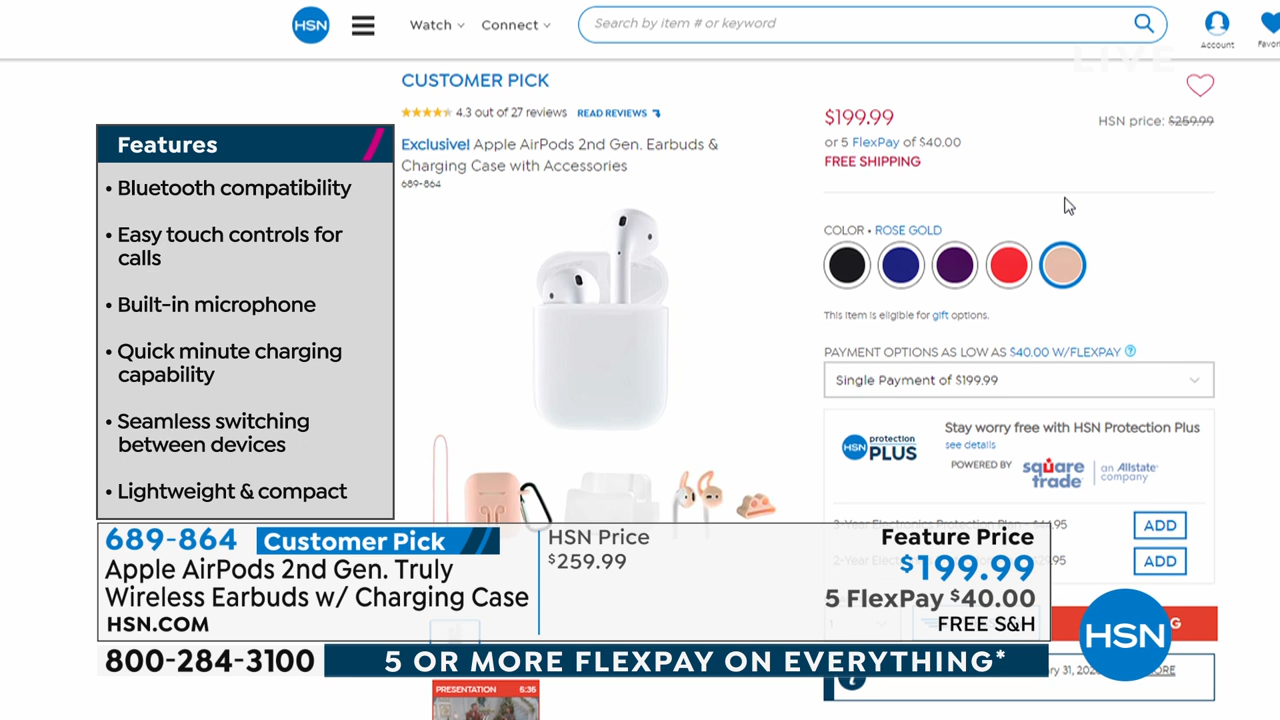 HSN
Watch
Connect
Search by item # or keyword
Account
LIVE
CUSTOMER PICK
4.3 out of 27 reviews READ REVIEWS
Exclusive! Apple AirPods 2nd Gen. Earbuds &
Charging Case with Accessories
689-864
$199.99
HSN price: $259.99
or 5 FlexPay of $40.00
FREE SHIPPING
COLOR • ROSE GOLD
This item is eligible for gift options.
PAYMENT OPTIONS AS LOW AS $40.00 W/FLEXPAY
Single Payment of $199.99
HSN protection PLUS
Stay worry free with HSN Protection Plus
see details
POWERED BY square trade an Allstate company
ADD
ADD
Features
• Bluetooth compatibility
• Easy touch controls for
calls
• Built-in microphone
• Quick minute charging
capability
• Seamless switching
between devices
• Lightweight & compact
689-864 Customer Pick
Apple AirPods 2nd Gen. Truly
Wireless Earbuds w/ Charging Case
HSN.COM
HSN Price
$259.99
Feature Price
$199.99
5 FlexPay $40.00
FREE S&H
HSN
800-284-3100 5 OR MORE FLEXPAY ON EVERYTHING*
PRESENTATION 5:35